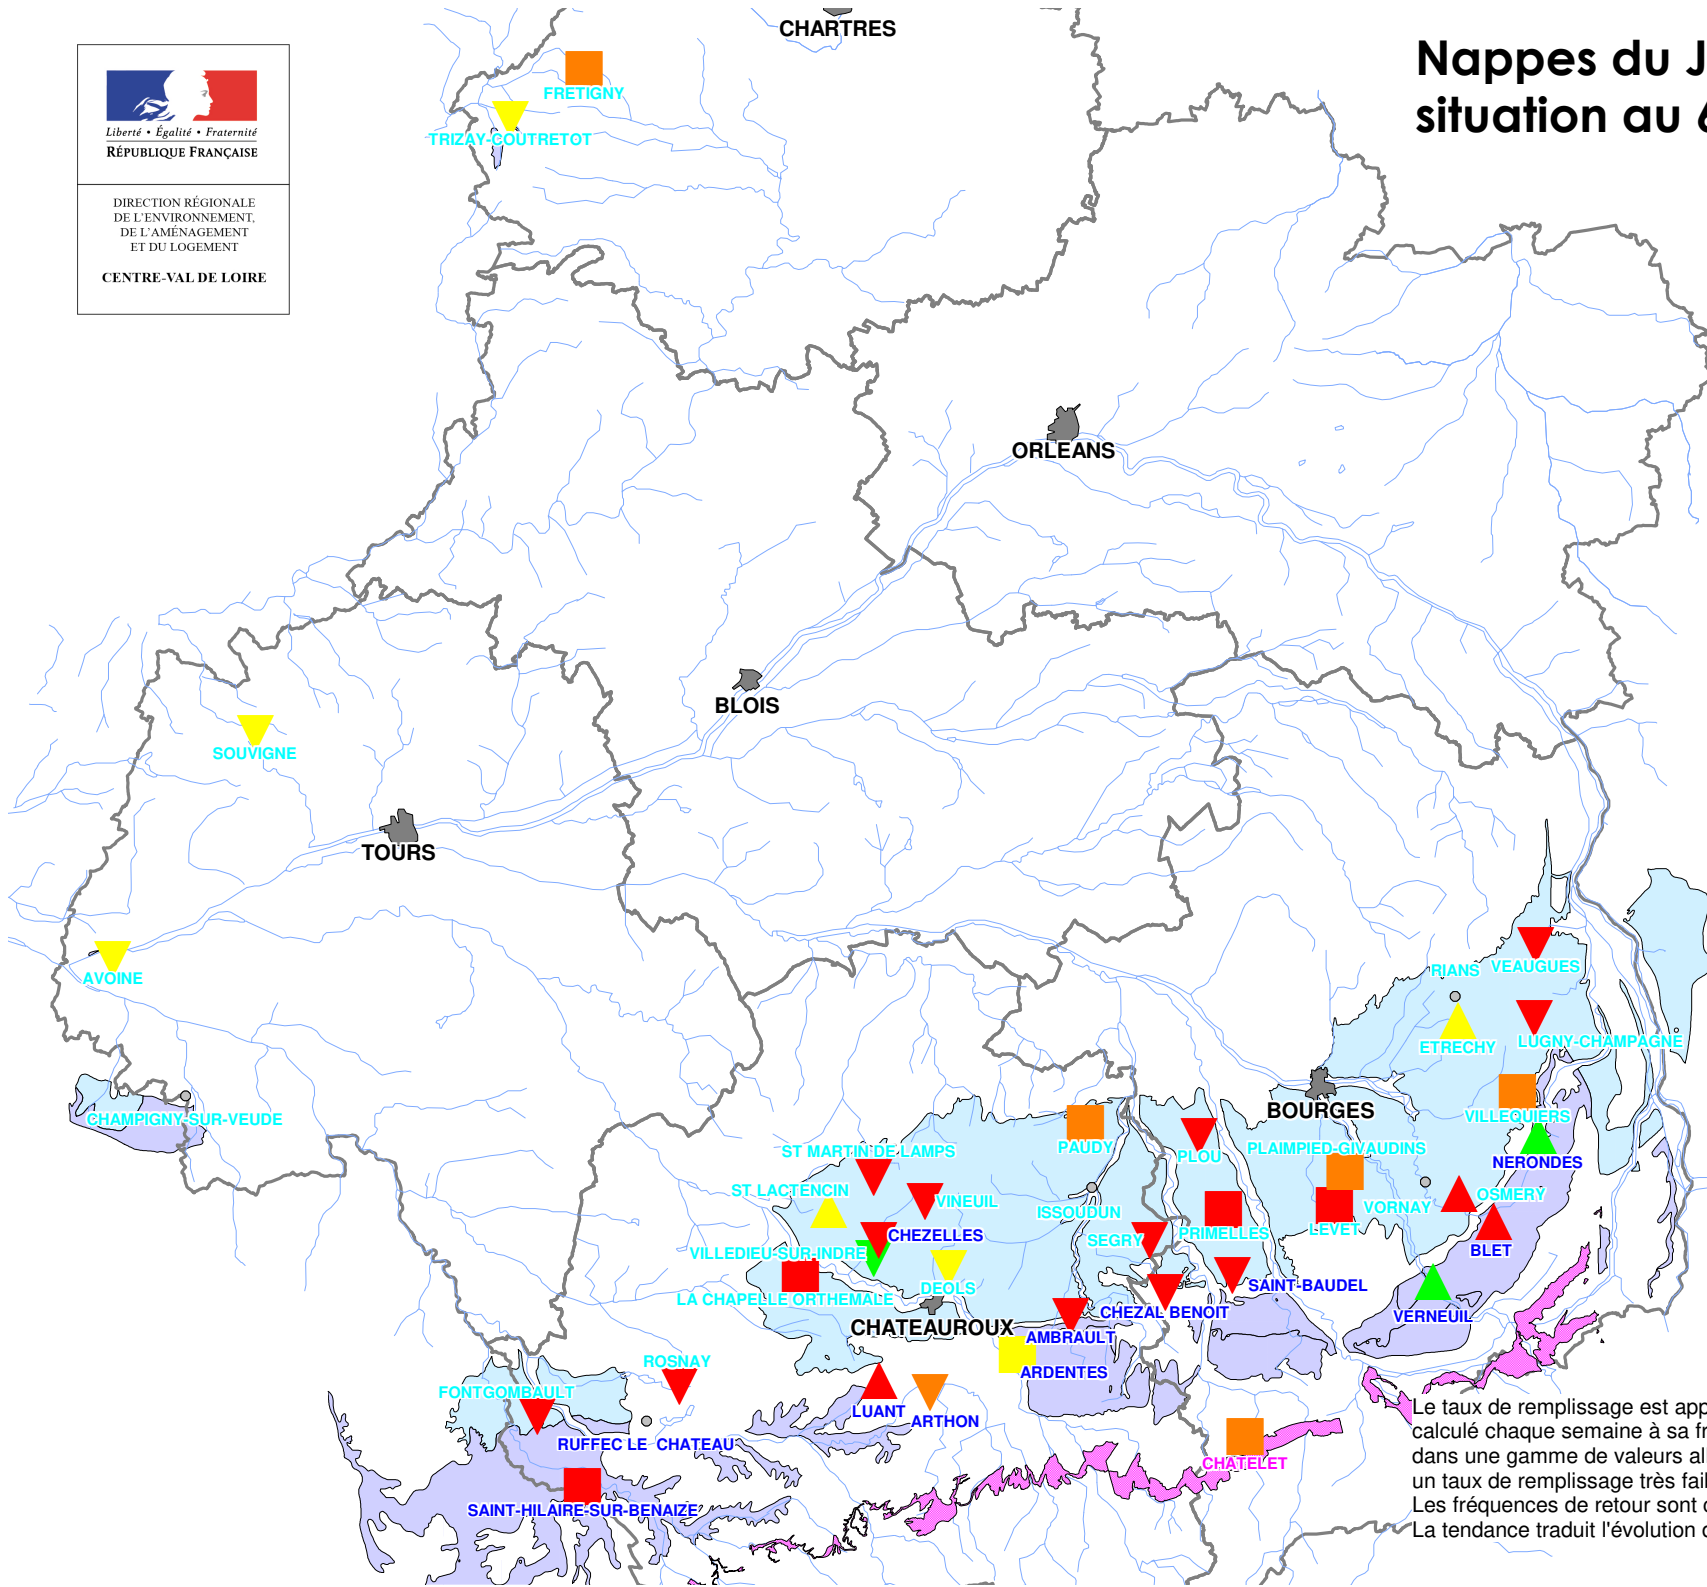 CHARTRES
Nappes du J
situation au 6
FRETIGNY
TRIZAY-COUTRETOT
Liberté • Égalité • Fraternité
RÉPUBLIQUE FRANÇAISE
DIRECTION RÉGIONALE
DE L'ENVIRONNEMENT,
DE L'AMÉNAGEMENT
ET DU LOGEMENT
CENTRE-VAL DE LOIRE
ORLEANS
BLOIS
SOUVIGNE
TOURS
AVOINE
RIANS
VEAUGUES
ETRECHY
LUGNY-CHAMPAGNE
BOURGES
CHAMPIGNY-SUR-VEUDE
VILLEQUIERS
ST MARTIN DE LAMPS
PAUDY
PLOU
PLAIMPIED-GIVAUDINS
NERONDES
ST LACTENCIN
VINEUIL
ISSOUDUN
VORNAY
OSMERY
CHEZELLES
SEGRY
PRIMELLES
LEVET
VILLEDIEU-SUR-INDRE
BLET
DEOLS
SAINT-BAUDEL
LA CHAPELLE ORTHEMALE
CHEZAL BENOIT
VERNEUIL
CHATEAUROUX
AMBRAULT
ROSNAY
ARDENTES
FONTGOMBAULT
LUANT
ARTHON
RUFFEC LE CHATEAU
CHATELET
SAINT-HILAIRE-SUR-BENAIZE
Le taux de remplissage est app
calculé chaque semaine à sa fr
dans une gamme de valeurs all
un taux de remplissage très faibl
Les fréquences de retour sont c
La tendance traduit l'évolution d